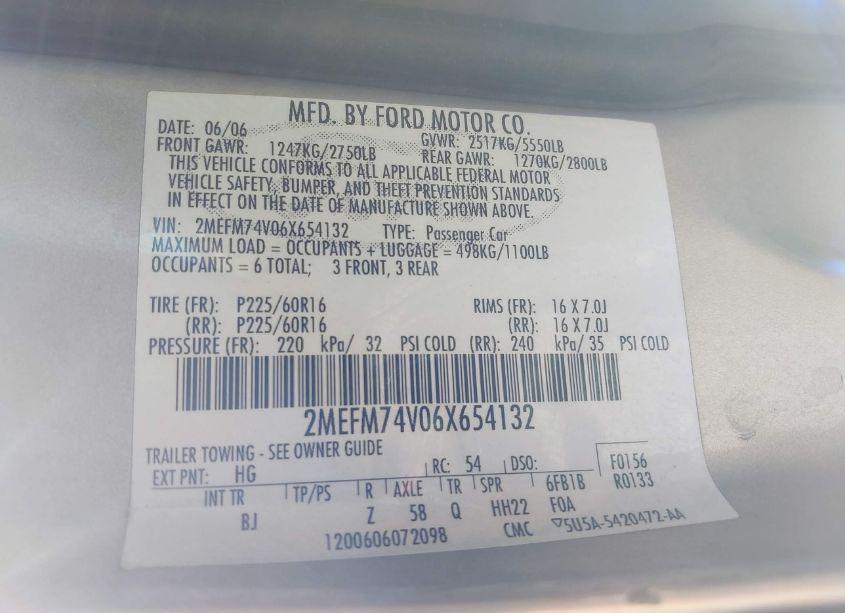 MFD. BY FORD MOTOR CO.
DATE: 06/06 GVWR: 2517KG/5550LB
FRONT GAWR: 1247KG/2750LB REAR GAWR: 1270KG/2800LB
THIS VEHICLE CONFORMS TO ALL APPLICABLE FEDERAL MOTOR
VEHICLE SAFETY, BUMPER, AND THEFT PREVENTION STANDARDS
IN EFFECT ON THE DATE OF MANUFACTURE SHOWN ABOVE.
VIN: 2MEFM74V06X654132 TYPE: Passenger Car
MAXIMUM LOAD = OCCUPANTS + LUGGAGE = 498KG/1100LB
OCCUPANTS = 6 TOTAL; 3 FRONT, 3 REAR
TIRE (FR): P225/60R16 RIMS (FR): 16 X 7.0J
(RR): P225/60R16 (RR): 16 X 7.0J
PRESSURE (FR): 220 kPa/ 32 PSI COLD (RR): 240 kPa/ 35 PSI COLD
2MEFM74V06X654132
TRAILER TOWING - SEE OWNER GUIDE
EXT PNT: HG RC: 54 DSO: F0156
INT TR TP/PS R AXLE TR SPR 6FB1B R0133
BJ Z 58 Q HH22 FOA
1200606072098 CMC ▽5U5A-5420472-AA